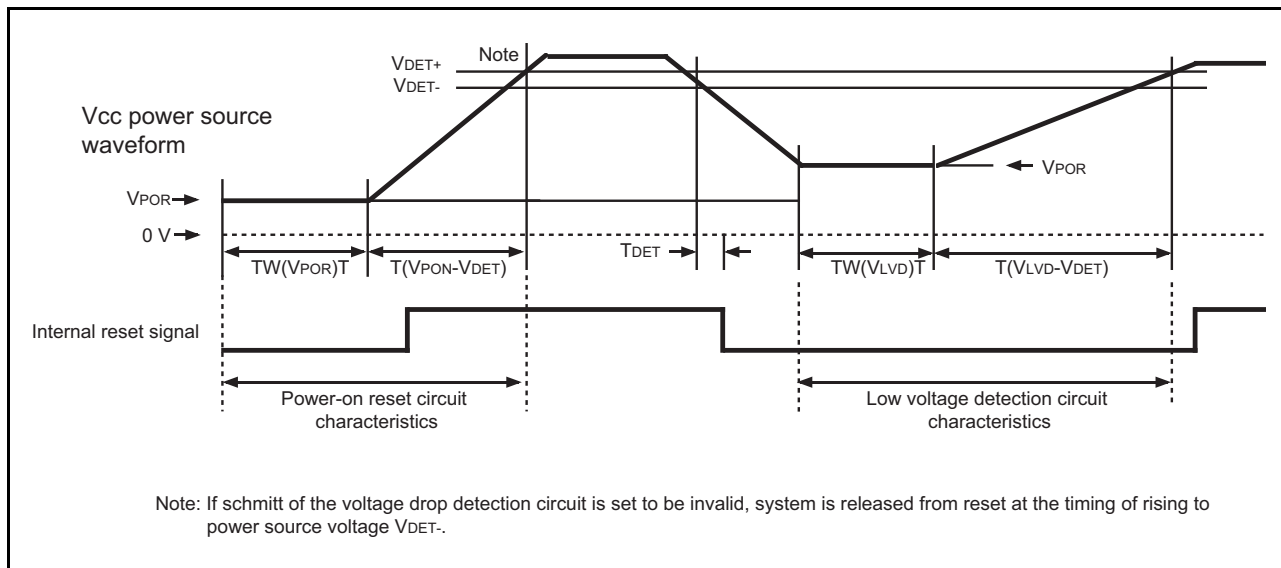 Note
VDET+
VDET-
Vcc power source
waveform
VPOR
VPOR
0 V
TDET
TW(VPOR)T
T(VPON-VDET)
TW(VLVD)T
T(VLVD-VDET)
Internal reset signal
Power-on reset circuit
characteristics
Low voltage detection circuit
characteristics
Note: If schmitt of the voltage drop detection circuit is set to be invalid, system is released from reset at the timing of rising to
power source voltage VDET-.